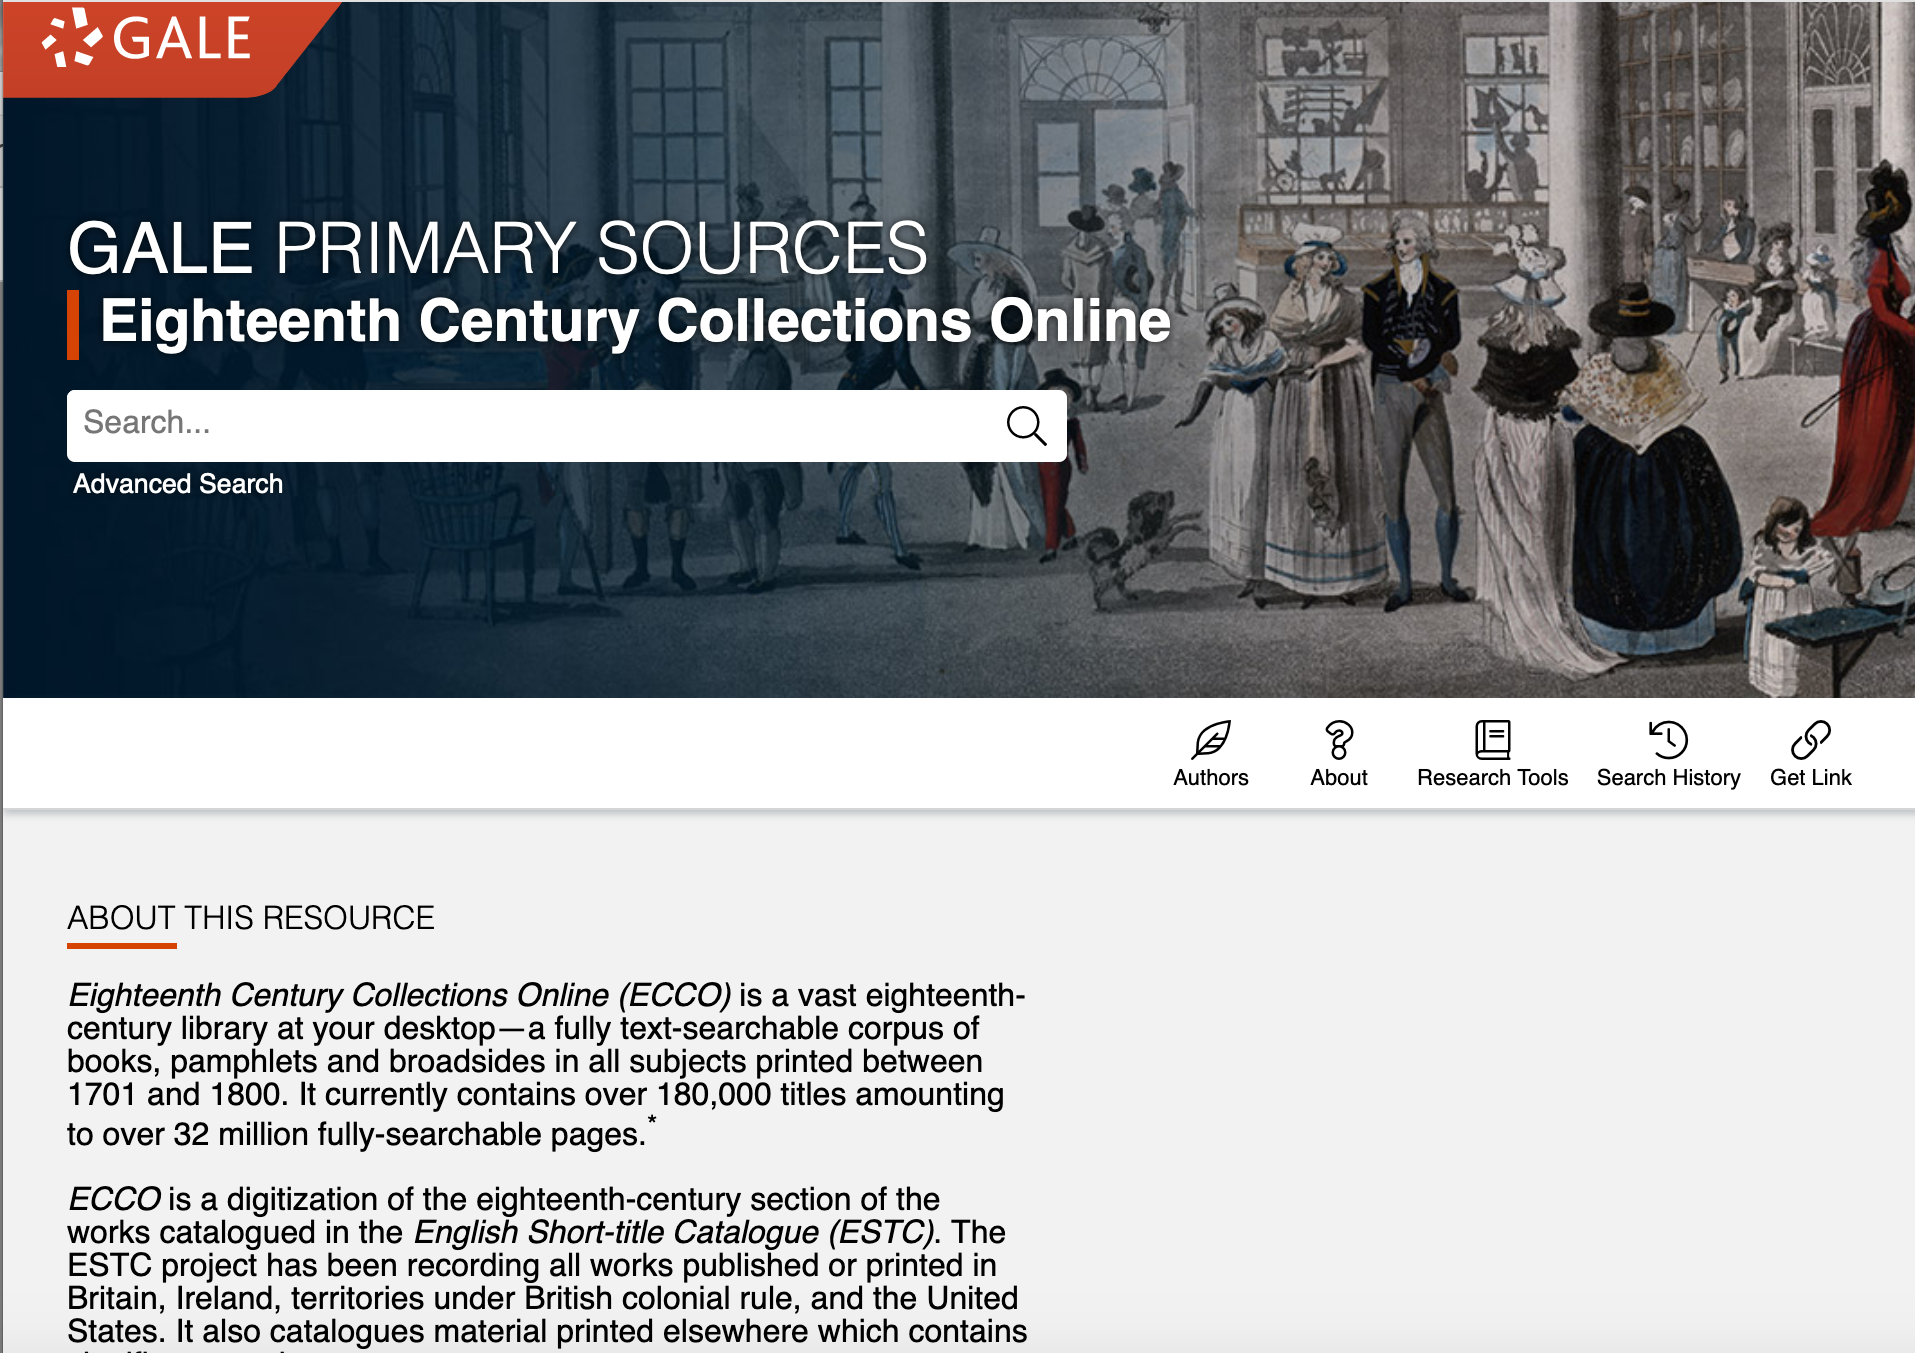 GALE
GALE PRIMARY SOURCES
Eighteenth Century Collections Online
Search...
Advanced Search
Authors
About
Research Tools
Search History
Get Link
ABOUT THIS RESOURCE
Eighteenth Century Collections Online (ECCO) is a vast eighteenth-
century library at your desktop—a fully text-searchable corpus of
books, pamphlets and broadsides in all subjects printed between
1701 and 1800. It currently contains over 180,000 titles amounting
to over 32 million fully-searchable pages.*
ECCO is a digitization of the eighteenth-century section of the
works catalogued in the English Short-title Catalogue (ESTC). The
ESTC project has been recording all works published or printed in
Britain, Ireland, territories under British colonial rule, and the United
States. It also catalogues material printed elsewhere which contains